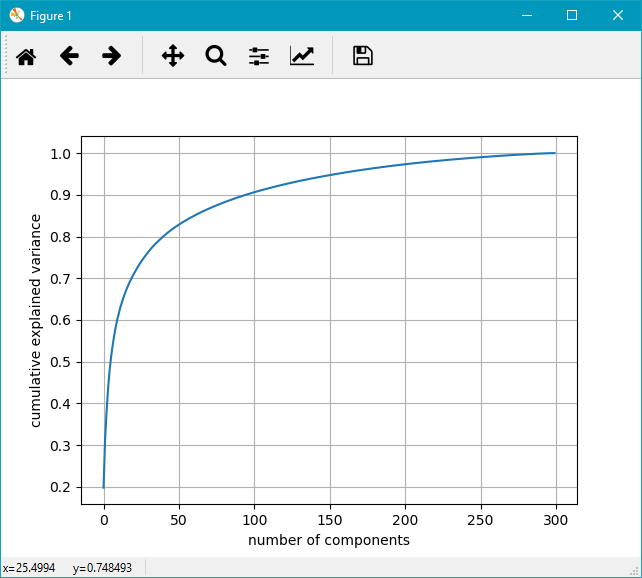 Figure 1
1.0
0.9
0.8
0.7
0.6
0.5
0.4
0.3
0.2
cumulative explained variance
0 50 100 150 200 250 300
number of components
x=25.4994 y=0.748493